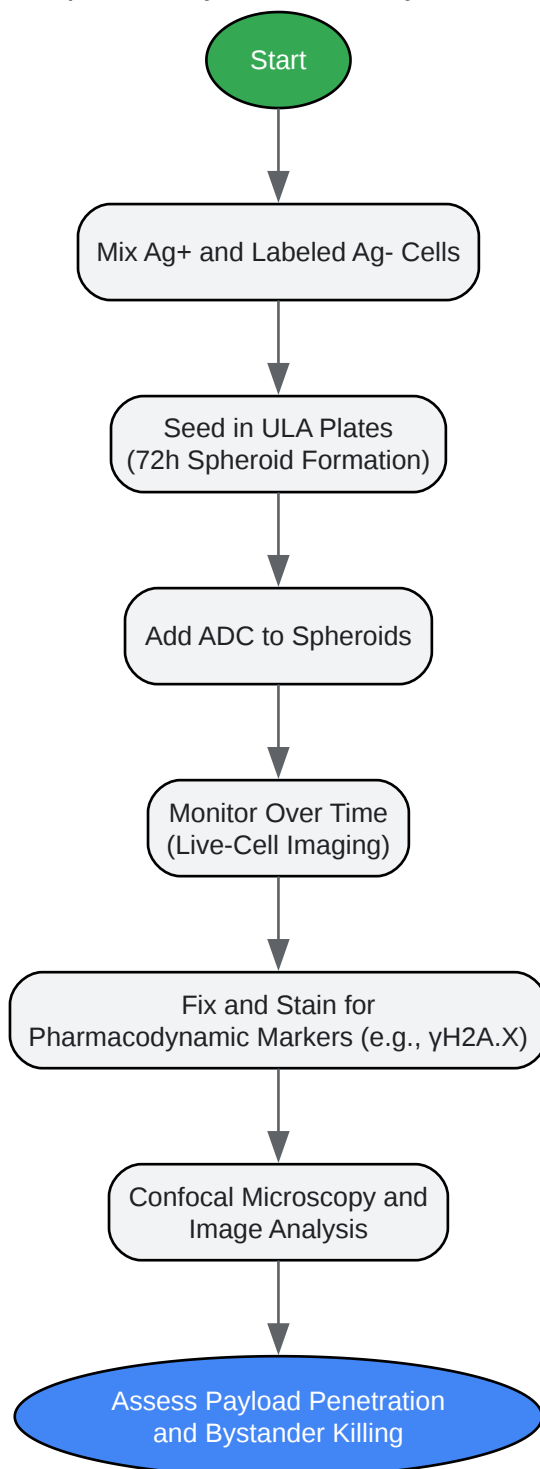 Start
Mix Ag+ and Labeled Ag- Cells
Seed in ULA Plates
(72h Spheroid Formation)
Add ADC to Spheroids
Monitor Over Time
(Live-Cell Imaging)
Fix and Stain for
Pharmacodynamic Markers (e.g., γH2A.X)
Confocal Microscopy and
Image Analysis
Assess Payload Penetration
and Bystander Killing